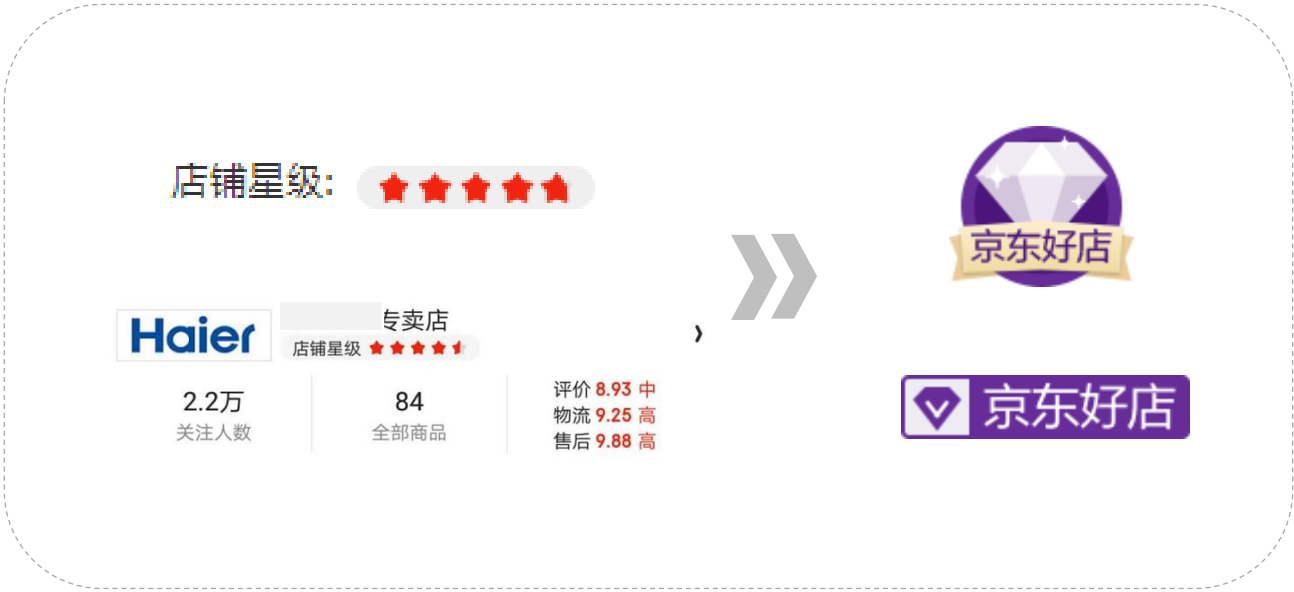 店铺星级:
Haier
专卖店
店铺星级
2.2万
关注人数
84
全部商品
评价 8.93 中
物流 9.25 高
售后 9.88 高
京东好店
京东好店